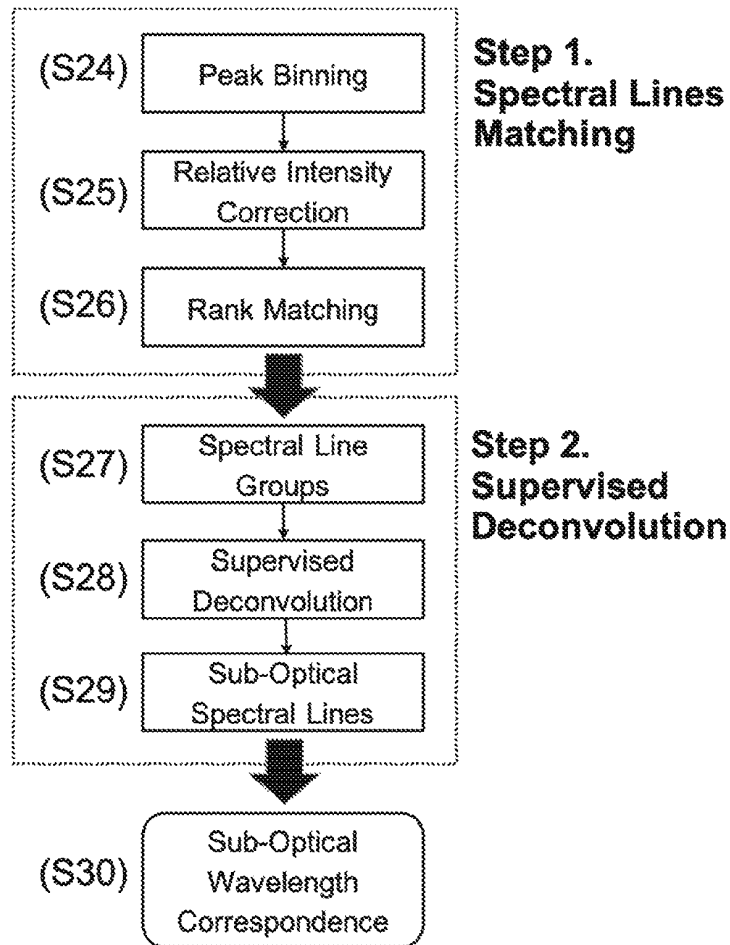 (S24)
Peak Binning
Step 1.
Spectral Lines
Matching
(S25)
Relative Intensity
Correction
(S26)
Rank Matching
(S27)
Spectral Line
Groups
Step 2.
Supervised
Deconvolution
(S28)
Supervised
Deconvolution
(S29)
Sub-Optical
Spectral Lines
(S30)
Sub-Optical
Wavelength
Correspondence